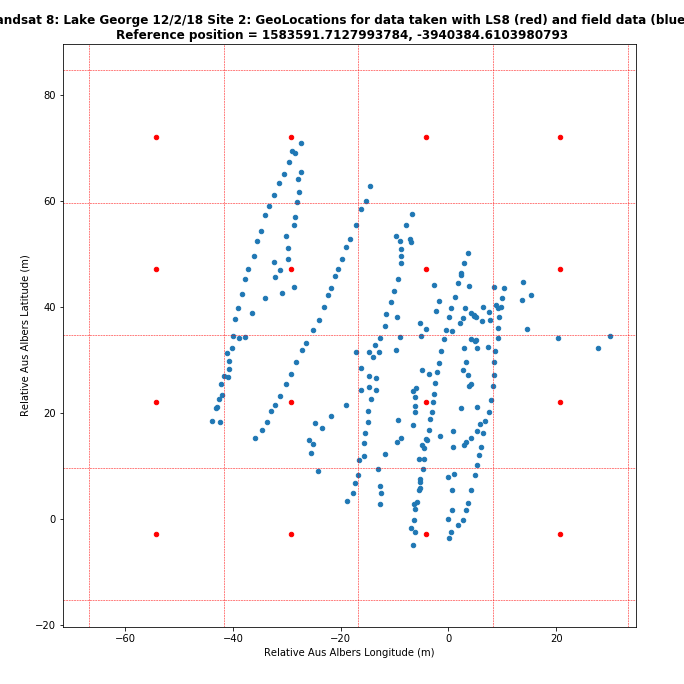 andsat 8: Lake George 12/2/18 Site 2: GeoLocations for data taken with LS8 (red) and field data (blue
Reference position = 1583591.7127993784, -3940384.6103980793
80
60
40
20
0
−20
Relative Aus Albers Latitude (m)
−60 −40 −20 0 20
Relative Aus Albers Longitude (m)